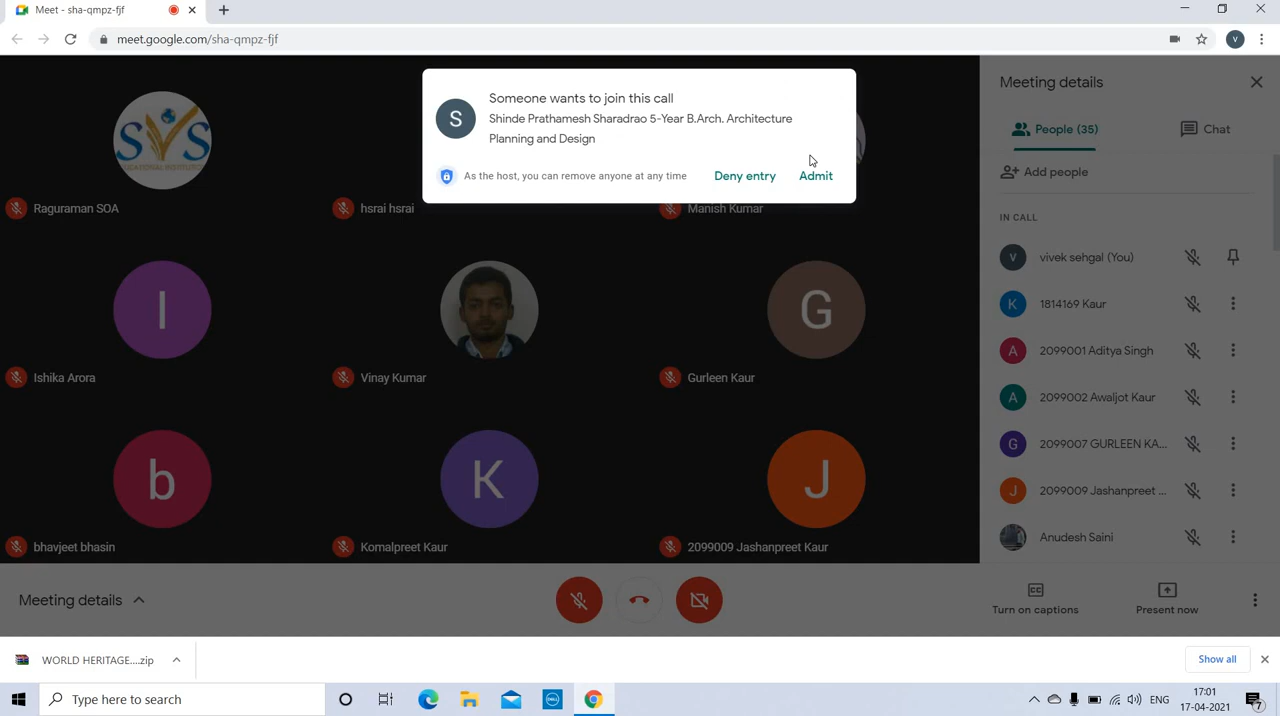 Meet - sha-qmpz-fjf
meet.google.com/sha-qmpz-fjf
V
Someone wants to join this call
S
Shinde Prathamesh Sharadrao 5-Year B.Arch. Architecture
Planning and Design
As the host, you can remove anyone at any time
Deny entry
Admit
SVS
Raguraman SOA
hsrai hsrai
Manish Kumar
I
G
Ishika Arora
Vinay Kumar
Gurleen Kaur
b
K
J
bhavjeet bhasin
Komalpreet Kaur
2099009 Jashanpreet Kaur
Meeting details
People (35)
Chat
Add people
IN CALL
V vivek sehgal (You)
K 1814169 Kaur
A 2099001 Aditya Singh
A 2099002 Awaljot Kaur
G 2099007 GURLEEN KA...
J 2099009 Jashanpreet ...
Anudesh Saini
Meeting details
CC
Turn on captions
Present now
WORLD HERITAGE....zip
Show all
Type here to search
DELL
ENG
17:01
17-04-2021
7